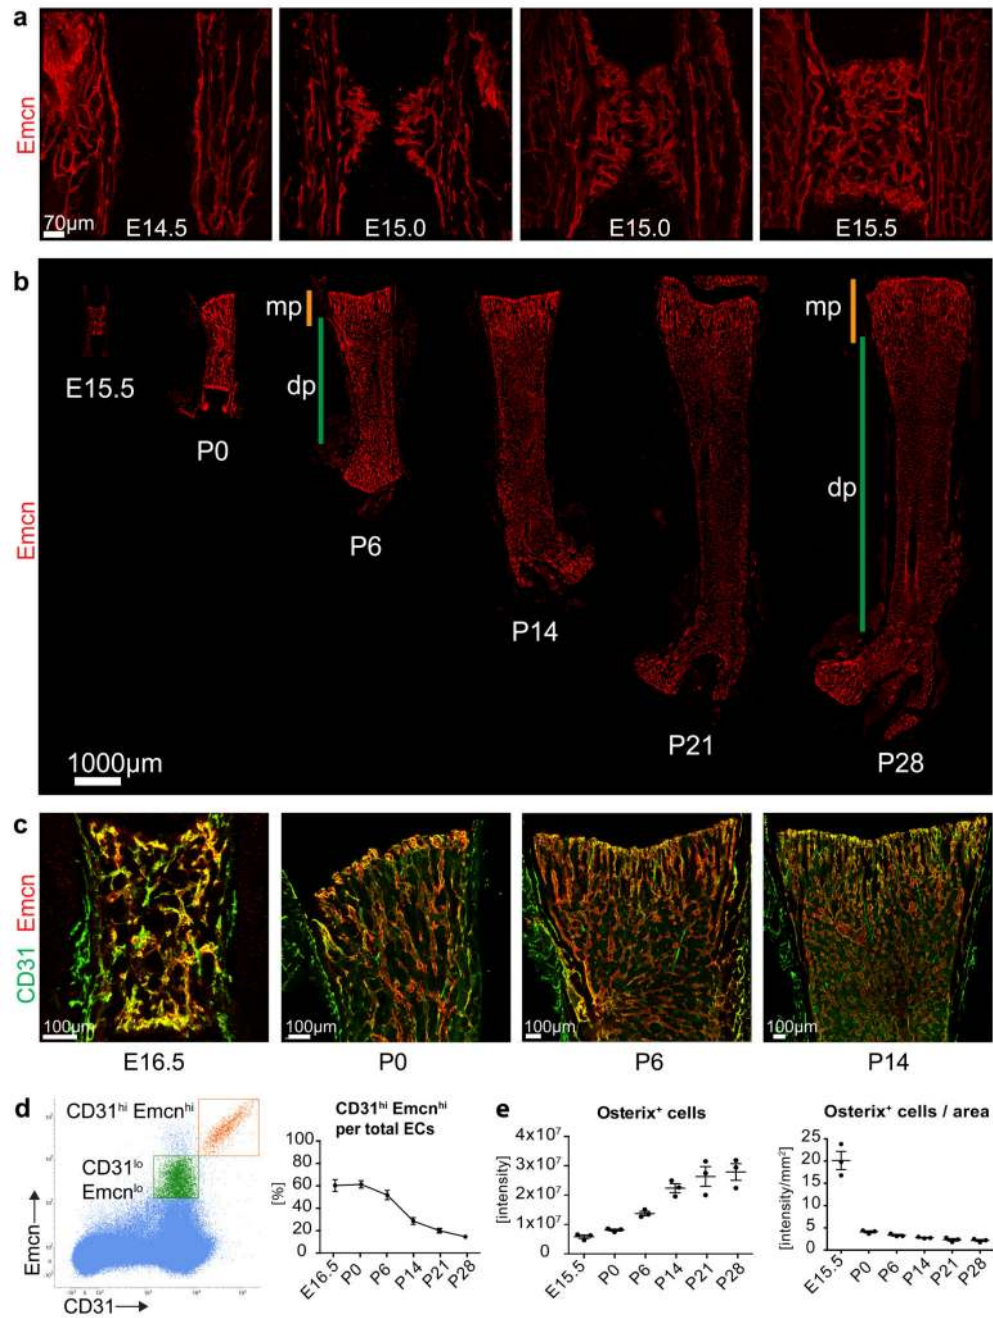 a
Emcn
70μm
E14.5
E15.0
E15.0
E15.5
b
Emcn
mp
dp
mp
dp
E15.5
P0
P6
P14
P21
P28
1000μm
c
CD31 Emcn
100μm
100μm
100μm
100μm
E16.5
P0
P6
P14
d
CD31hi Emcnhi
CD31lo
Emcnlo
Emcn
CD31
CD31hi Emcnhi
per total ECs
[%]
100
80
60
40
20
0
E16.5
P0
P6
P14
P21
P28
e
Osterix+ cells
[intensity]
4x10⁷
3x10⁷
2x10⁷
1x10⁷
0
E15.5
P0
P6
P14
P21
P28
Osterix+ cells / area
[intensity/mm²]
25
20
15
10
5
0
E15.5
P0
P6
P14
P21
P28